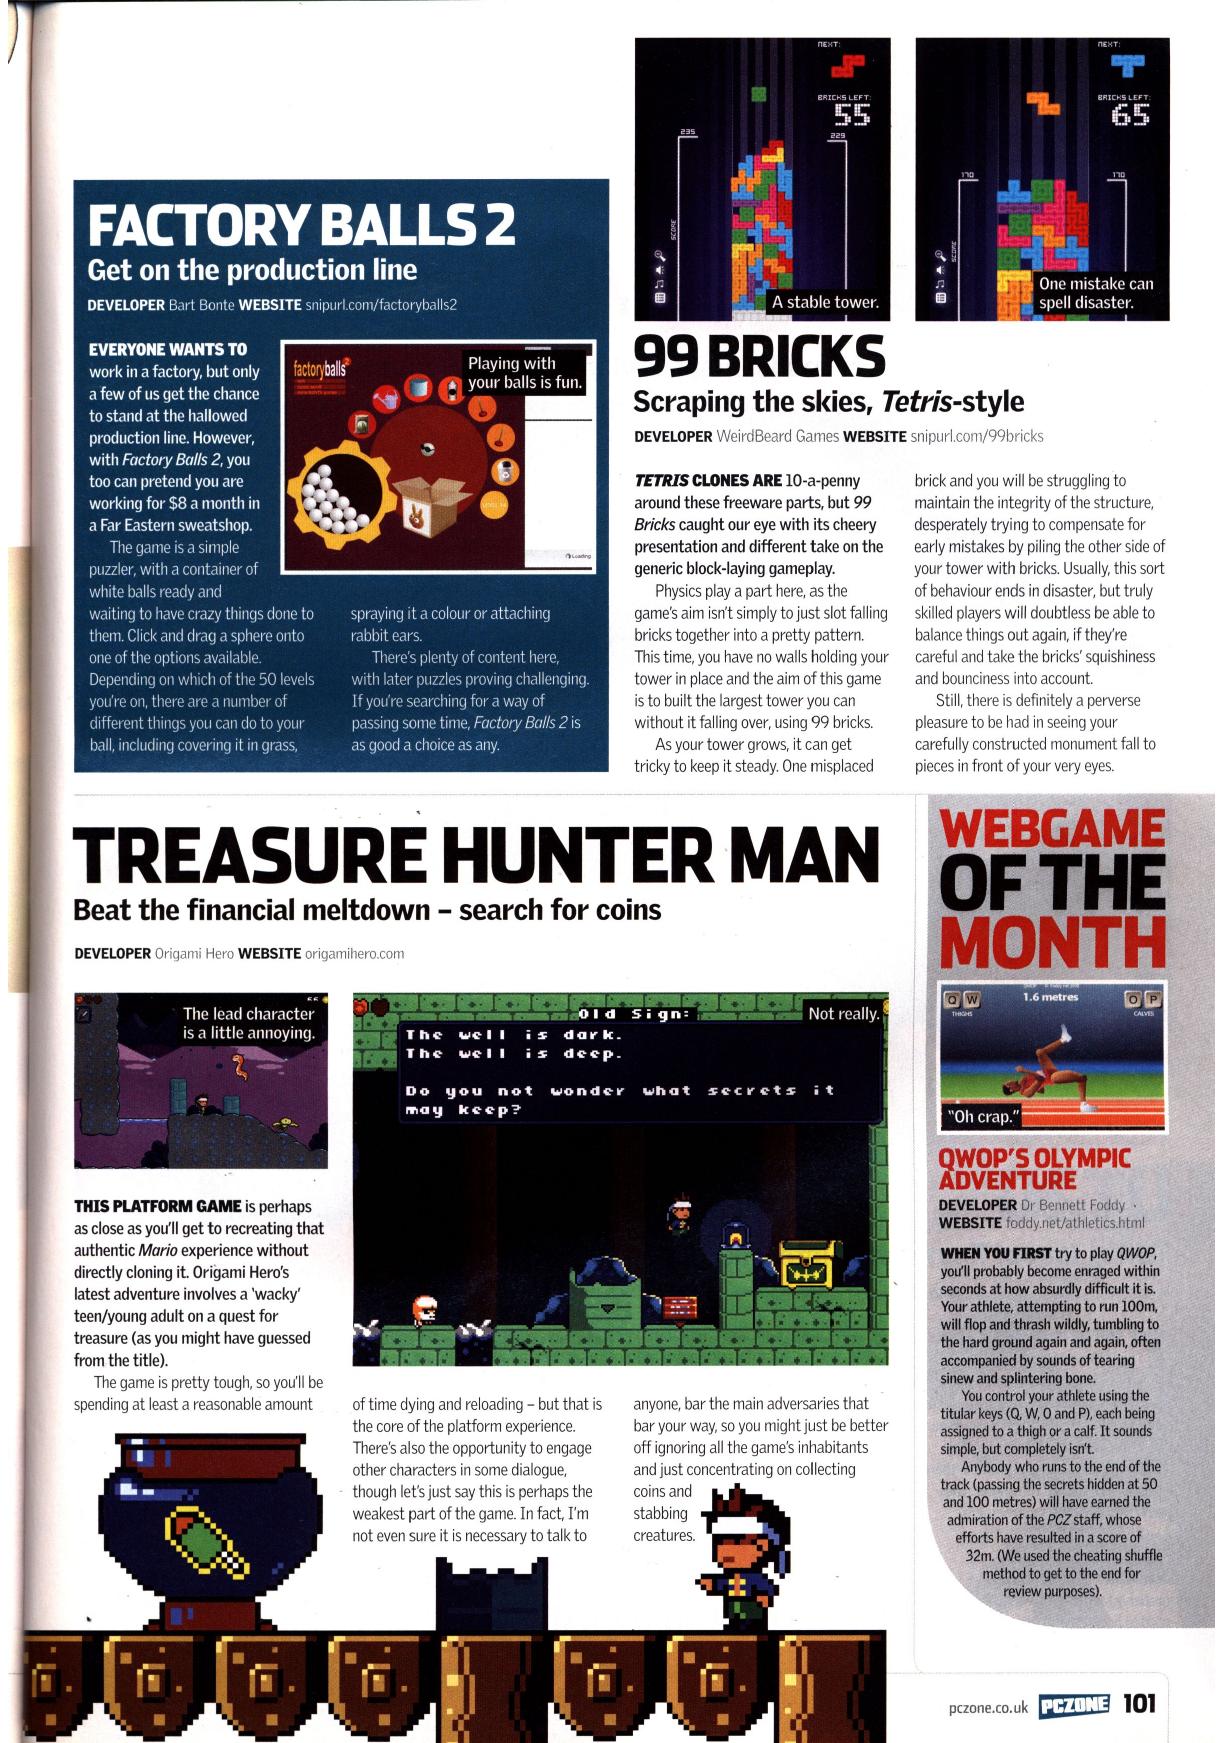 FACTORY BALLS 2
Get on the production line
DEVELOPER Bart Bonte WEBSITE snipurl.com/factoryballs2
EVERYONE WANTS TO
work in a factory, but only
a few of us get the chance
to stand at the hallowed
production line. However,
with Factory Balls 2, you
too can pretend you are
working for $8 a month in
a Far Eastern sweatshop.
The game is a simple
puzzler, with a container of
white balls ready and
waiting to have crazy things done to
them. Click and drag a sphere onto
one of the options available.
Depending on which of the 50 levels
you're on, there are a number of
different things you can do to your
ball, including covering it in grass,
factoryballs2
Playing with
your balls is fun.
Loading
spraying it a colour or attaching
rabbit ears.
There's plenty of content here,
with later puzzles proving challenging.
If you're searching for a way of
passing some time, Factory Balls 2 is
as good a choice as any.
NEXT:
BRICKS LEFT:
55
235
229
SCORE
A stable tower.
NEXT:
BRICKS LEFT:
65
170
170
SCORE
One mistake can
spell disaster.
99 BRICKS
Scraping the skies, Tetris-style
DEVELOPER WeirdBeard Games WEBSITE snipurl.com/99bricks
TETRIS CLONES ARE 10-a-penny
around these freeware parts, but 99
Bricks caught our eye with its cheery
presentation and different take on the
generic block-laying gameplay.
Physics play a part here, as the
game's aim isn't simply to just slot falling
bricks together into a pretty pattern.
This time, you have no walls holding your
tower in place and the aim of this game
is to built the largest tower you can
without it falling over, using 99 bricks.
As your tower grows, it can get
tricky to keep it steady. One misplaced
brick and you will be struggling to
maintain the integrity of the structure,
desperately trying to compensate for
early mistakes by piling the other side of
your tower with bricks. Usually, this sort
of behaviour ends in disaster, but truly
skilled players will doubtless be able to
balance things out again, if they're
careful and take the bricks' squishiness
and bounciness into account.
Still, there is definitely a perverse
pleasure to be had in seeing your
carefully constructed monument fall to
pieces in front of your very eyes.
TREASURE HUNTER MAN
Beat the financial meltdown – search for coins
DEVELOPER Origami Hero WEBSITE origamihero.com
The lead character
is a little annoying.
Old Sign:
Not really.
The well is dark.
The well is deep.
Do you not wonder what secrets it
may keep?
THIS PLATFORM GAME is perhaps
as close as you'll get to recreating that
authentic Mario experience without
directly cloning it. Origami Hero's
latest adventure involves a 'wacky'
teen/young adult on a quest for
treasure (as you might have guessed
from the title).
The game is pretty tough, so you'll be
spending at least a reasonable amount
of time dying and reloading – but that is
the core of the platform experience.
There's also the opportunity to engage
other characters in some dialogue,
though let's just say this is perhaps the
weakest part of the game. In fact, I'm
not even sure it is necessary to talk to
anyone, bar the main adversaries that
bar your way, so you might just be better
off ignoring all the game's inhabitants
and just concentrating on collecting
coins and
stabbing
creatures.
WEBGAME
OF THE
MONTH
Q W
1.6 metres
O P
THIGHS
CALVES
"Oh crap."
QWOP'S OLYMPIC
ADVENTURE
DEVELOPER Dr Bennett Foddy
WEBSITE foddy.net/athletics.html
WHEN YOU FIRST try to play QWOP,
you'll probably become enraged within
seconds at how absurdly difficult it is.
Your athlete, attempting to run 100m,
will flop and thrash wildly, tumbling to
the hard ground again and again, often
accompanied by sounds of tearing
sinew and splintering bone.
You control your athlete using the
titular keys (Q, W, O and P), each being
assigned to a thigh or a calf. It sounds
simple, but completely isn't.
Anybody who runs to the end of the
track (passing the secrets hidden at 50
and 100 metres) will have earned the
admiration of the PCZ staff, whose
efforts have resulted in a score of
32m. (We used the cheating shuffle
method to get to the end for
review purposes).
pczone.co.uk PCZONE 101